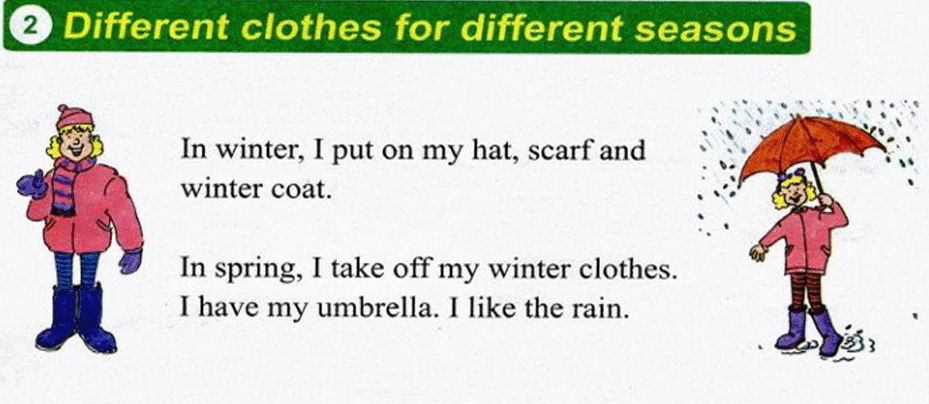 2 Different clothes for different seasons
In winter, I put on my hat, scarf and
winter coat.
In spring, I take off my winter clothes.
I have my umbrella. I like the rain.